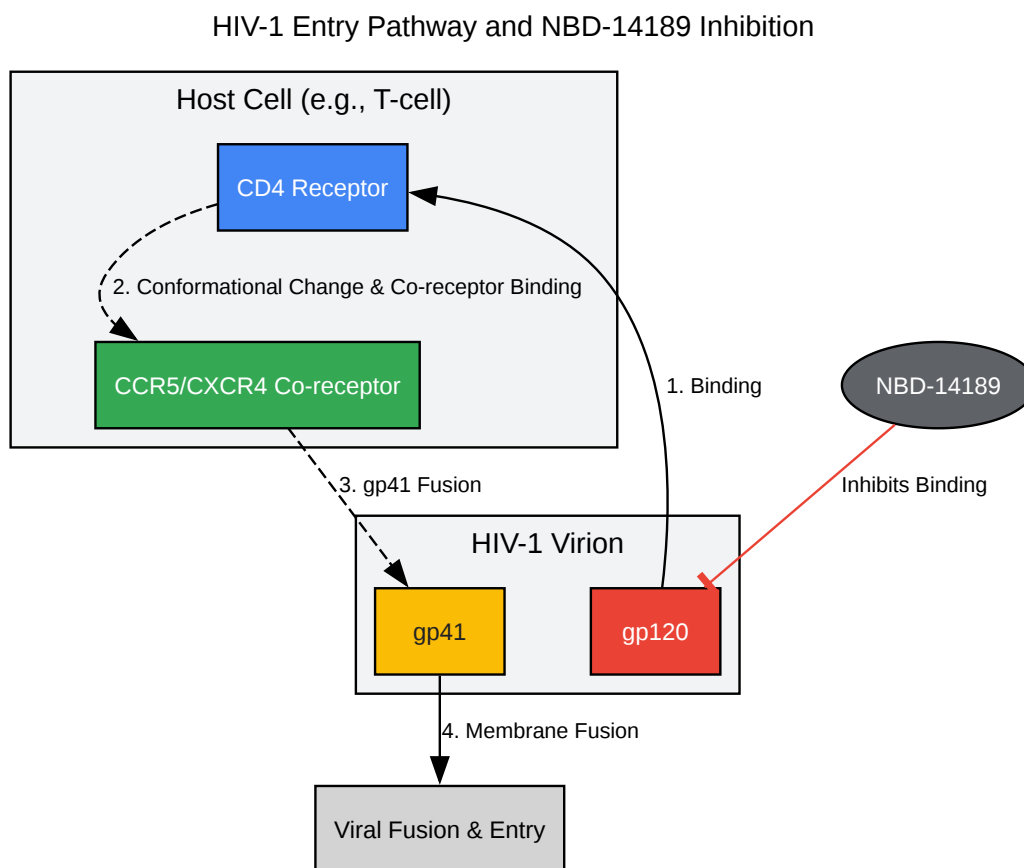 HIV-1 Entry Pathway and NBD-14189 Inhibition
Host Cell (e.g., T-cell)
CD4 Receptor
2. Conformational Change & Co-receptor Binding
CCR5/CXCR4 Co-receptor
1. Binding
NBD-14189
3. gp41 Fusion
Inhibits Binding
HIV-1 Virion
gp41
gp120
4. Membrane Fusion
Viral Fusion & Entry